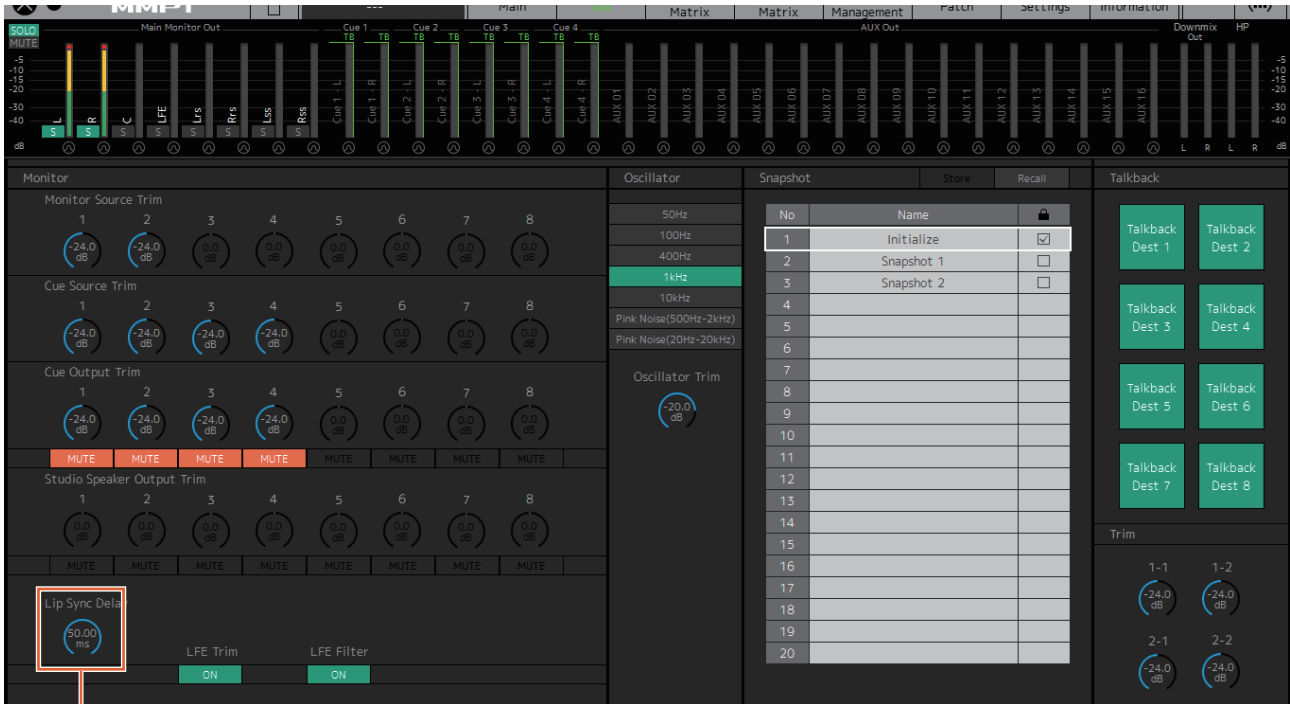 MMP1 --- Main Matrix Matrix Management Patch Settings Information
SOLO Main Monitor Out Cue 1 Cue 2 Cue 3 Cue 4 AUX Out Downmix Out HP
MUTE TB TB TB TB TB TB TB TB
-5 -5
-10 -10
-15 -15
-20 -20
-30 -30
-40 -40
L R C LFE Lrs Rrs Lss Rss Cue 1 - L Cue 1 - R Cue 2 - L Cue 2 - R Cue 3 - L Cue 3 - R Cue 4 - L Cue 4 - R AUX 01 AUX 02 AUX 03 AUX 04 AUX 05 AUX 06 AUX 07 AUX 08 AUX 09 AUX 10 AUX 11 AUX 12 AUX 13 AUX 14 AUX 15 AUX 16
S S S S S S S S
dB L R L R dB
Monitor
Monitor Source Trim
1 2 3 4 5 6 7 8
-24.0 dB -24.0 dB 0.0 dB 0.0 dB 0.0 dB 0.0 dB 0.0 dB 0.0 dB
Cue Source Trim
1 2 3 4 5 6 7 8
-24.0 dB -24.0 dB -24.0 dB -24.0 dB 0.0 dB 0.0 dB 0.0 dB 0.0 dB
Cue Output Trim
1 2 3 4 5 6 7 8
-24.0 dB -24.0 dB -24.0 dB -24.0 dB 0.0 dB 0.0 dB 0.0 dB 0.0 dB
MUTE MUTE MUTE MUTE MUTE MUTE MUTE MUTE
Studio Speaker Output Trim
1 2 3 4 5 6 7 8
0.0 dB 0.0 dB 0.0 dB 0.0 dB 0.0 dB 0.0 dB 0.0 dB 0.0 dB
MUTE MUTE MUTE MUTE MUTE MUTE MUTE MUTE
Lip Sync Delay
50.00 ms
LFE Trim LFE Filter
ON ON
Oscillator
50Hz
100Hz
400Hz
1kHz
10kHz
Pink Noise(500Hz-2kHz)
Pink Noise(20Hz-20kHz)
Oscillator Trim
-20.0 dB
Snapshot Store Recall
No Name
1 Initialize
2 Snapshot 1
3 Snapshot 2
4
5
6
7
8
9
10
11
12
13
14
15
16
17
18
19
20
Talkback
Talkback Dest 1 Talkback Dest 2
Talkback Dest 3 Talkback Dest 4
Talkback Dest 5 Talkback Dest 6
Talkback Dest 7 Talkback Dest 8
Trim
1-1 1-2
-24.0 dB -24.0 dB
2-1 2-2
-24.0 dB -24.0 dB